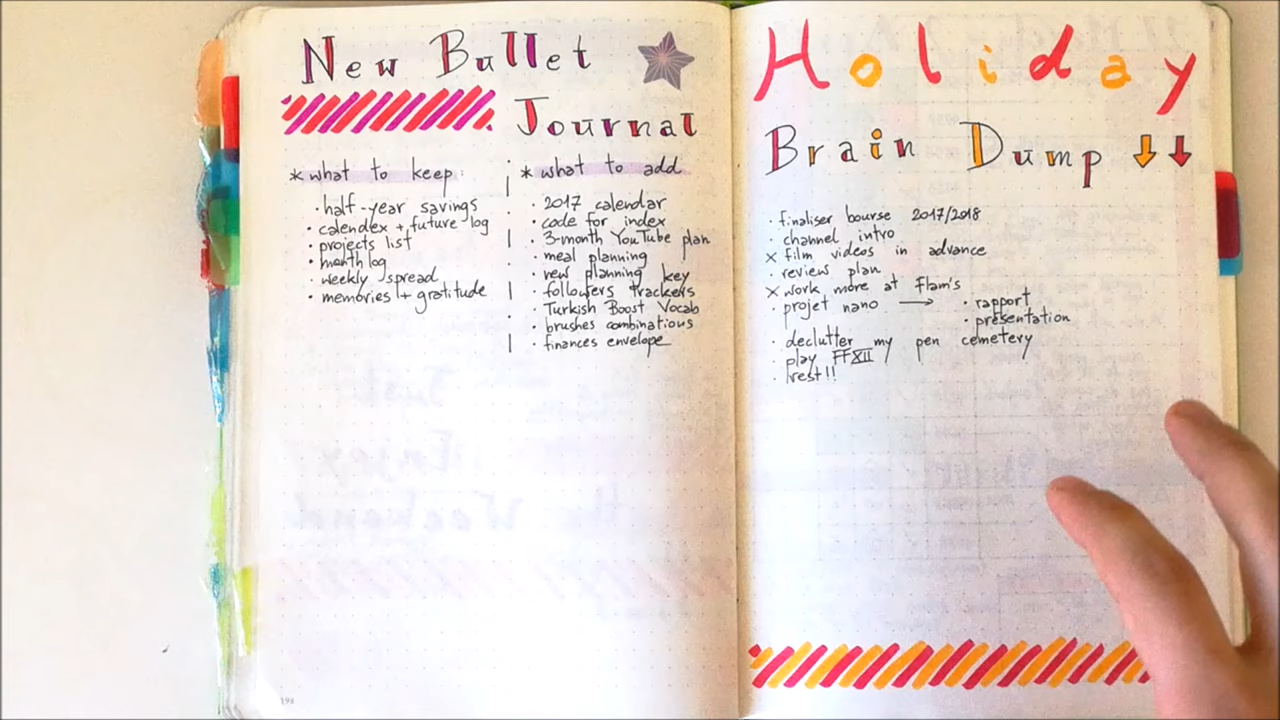 New Bullet
Journal
* what to keep:
· half-year savings
· calendex + future log
· projects list
· month log
· weekly spread
· memories + gratitude
* what to add
· 2017 calendar
· code for index
· 3-month YouTube plan
· meal planning
· new planning key
· followers trackers
· Turkish Boost Vocab
· brushes combinations
· finances envelope
198
Holiday
Brain Dump ↓↓
· finaliser bourse 2017/2018
· channel intro
x film videos in advance
· review plan
x work more at Flam's
· projet nano → · rapport
· présentation
· declutter my pen cemetery
· play FFXII
· rest!!